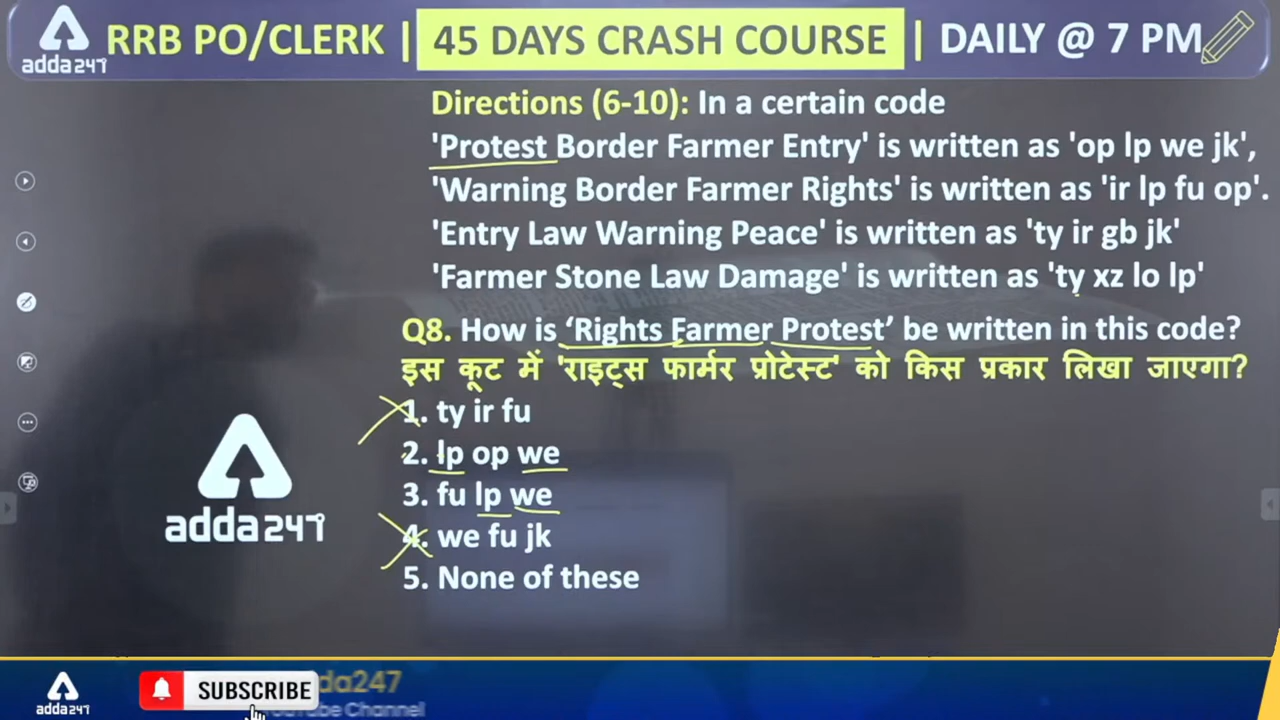 RRB PO/CLERK | 45 DAYS CRASH COURSE | DAILY @ 7 PM
adda247
Directions (6-10): In a certain code
'Protest Border Farmer Entry' is written as 'op lp we jk',
'Warning Border Farmer Rights' is written as 'ir lp fu op'.
'Entry Law Warning Peace' is written as 'ty ir gb jk'
'Farmer Stone Law Damage' is written as 'ty xz lo lp'
Q8. How is ‘Rights Farmer Protest’ be written in this code?
इस कूट में 'राइट्स फार्मर प्रोटेस्ट' को किस प्रकार लिखा जाएगा?
1. ty ir fu
2. lp op we
3. fu lp we
4. we fu jk
5. None of these
adda247
adda247
SUBSCRIBE
da247
YouTube Channel